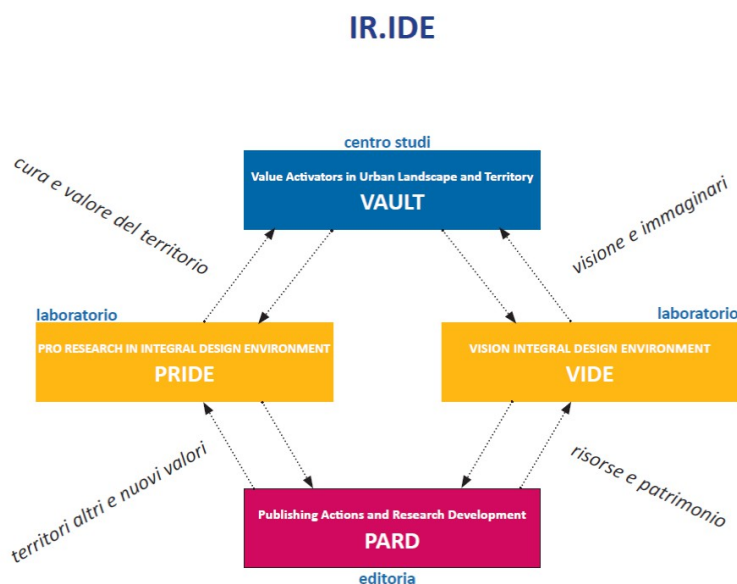 IR.IDE
centro studi
Value Activators in Urban Landscape and Territory
VAULT
cura e valore del territorio
visione e immaginari
laboratorio
PRO RESEARCH IN INTEGRAL DESIGN ENVIRONMENT
PRIDE
laboratorio
VISION INTEGRAL DESIGN ENVIRONMENT
VIDE
territori altri e nuovi valori
risorse e patrimonio
Publishing Actions and Research Development
PARD
editoria